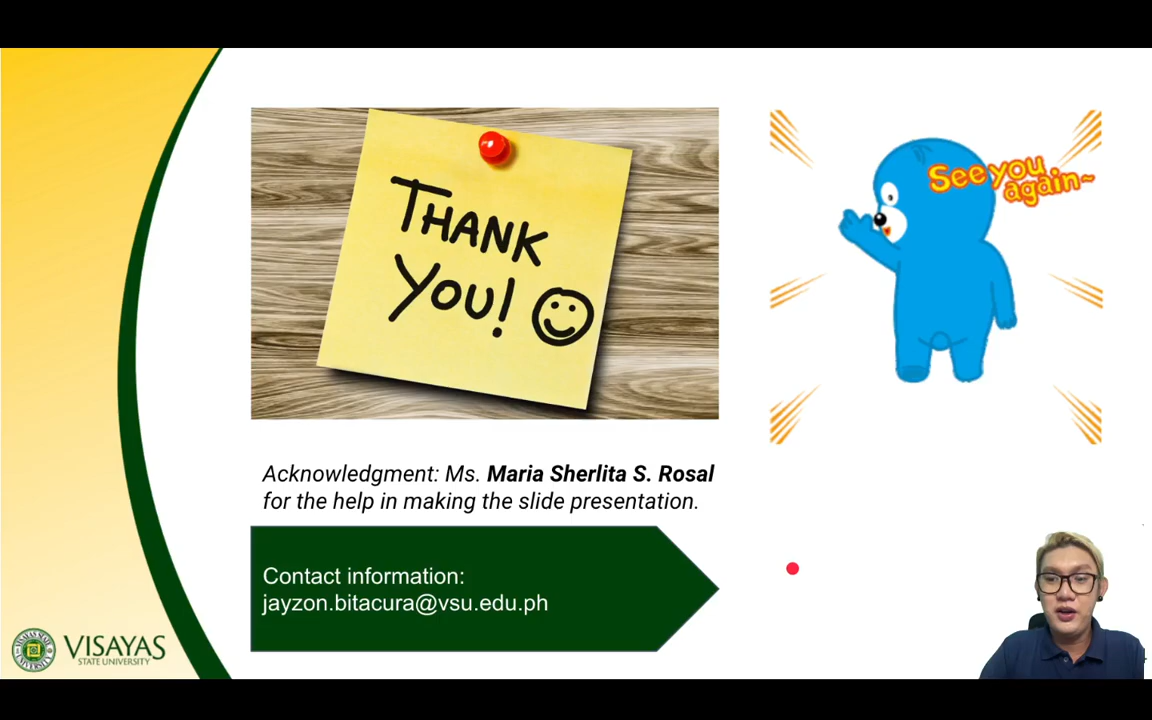 THANK
YOU!
See you
again~
Acknowledgment: Ms. Maria Sherlita S. Rosal
for the help in making the slide presentation.
Contact information:
jayzon.bitacura@vsu.edu.ph
VISAYAS
STATE UNIVERSITY